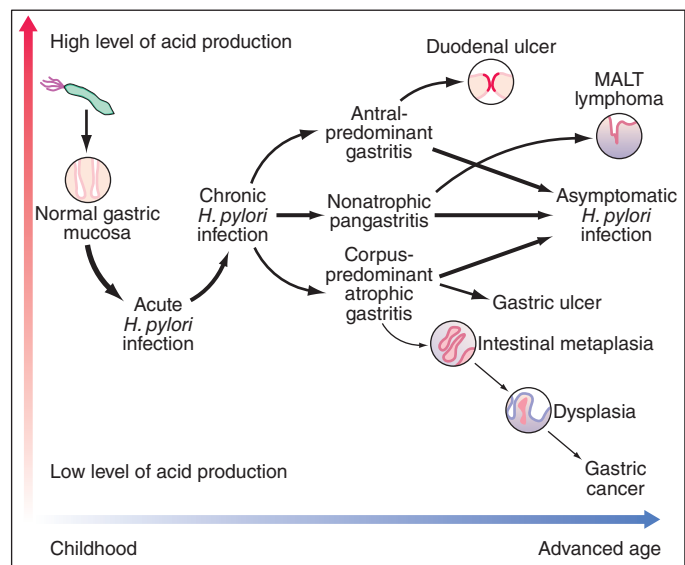 High level of acid production
Duodenal ulcer
MALT
lymphoma
Antral-
predominant
gastritis
Normal gastric
mucosa
Chronic
H. pylori
infection
Nonatrophic
pangastritis
Asymptomatic
H. pylori
infection
Acute
H. pylori
infection
Corpus-
predominant
atrophic
gastritis
Gastric ulcer
Intestinal metaplasia
Dysplasia
Gastric
cancer
Low level of acid production
Childhood
Advanced age